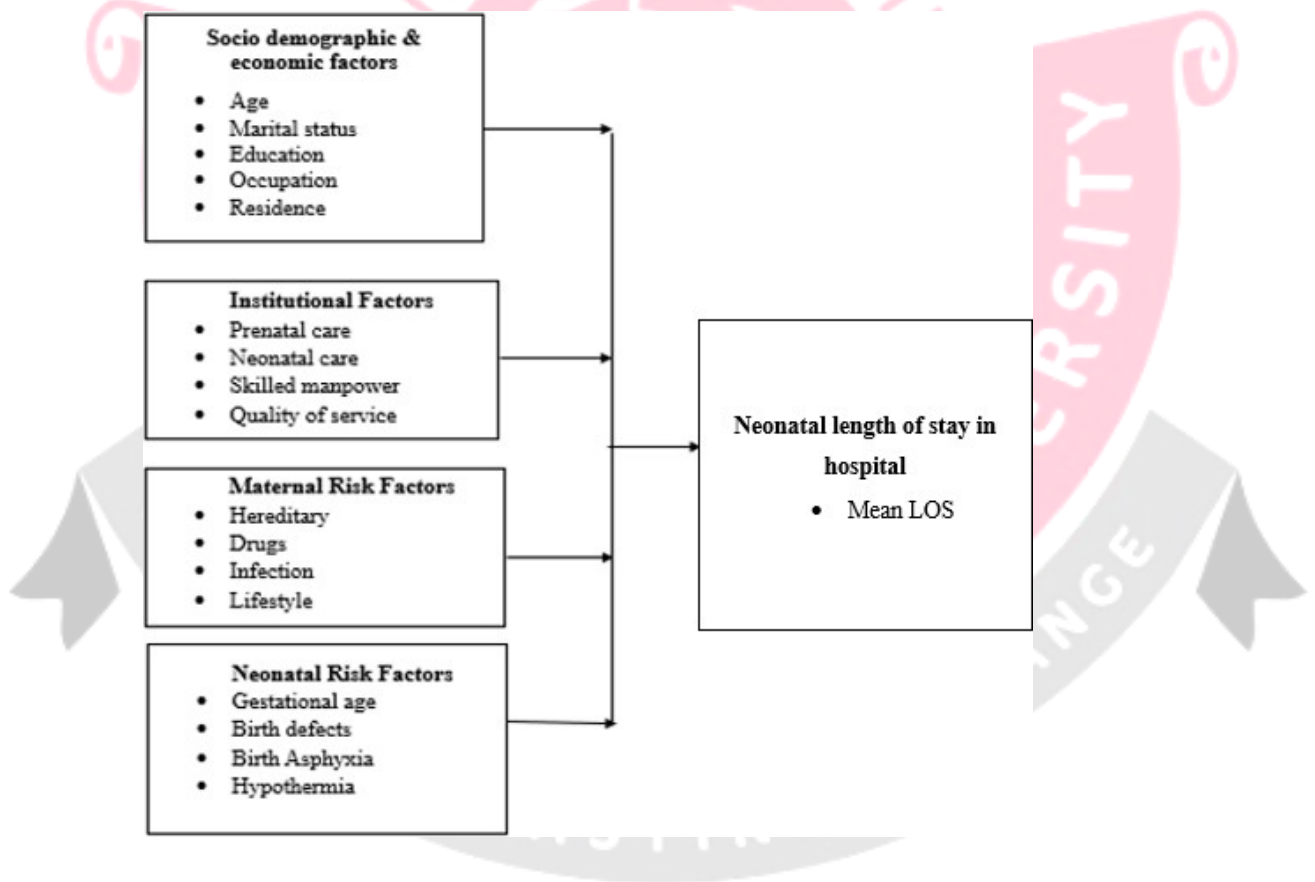 Socio demographic &
economic factors
• Age
• Marital status
• Education
• Occupation
• Residence
Institutional Factors
• Prenatal care
• Neonatal care
• Skilled manpower
• Quality of service
Maternal Risk Factors
• Hereditary
• Drugs
• Infection
• Lifestyle
Neonatal Risk Factors
• Gestational age
• Birth defects
• Birth Asphyxia
• Hypothermia
Neonatal length of stay in
hospital
• Mean LOS